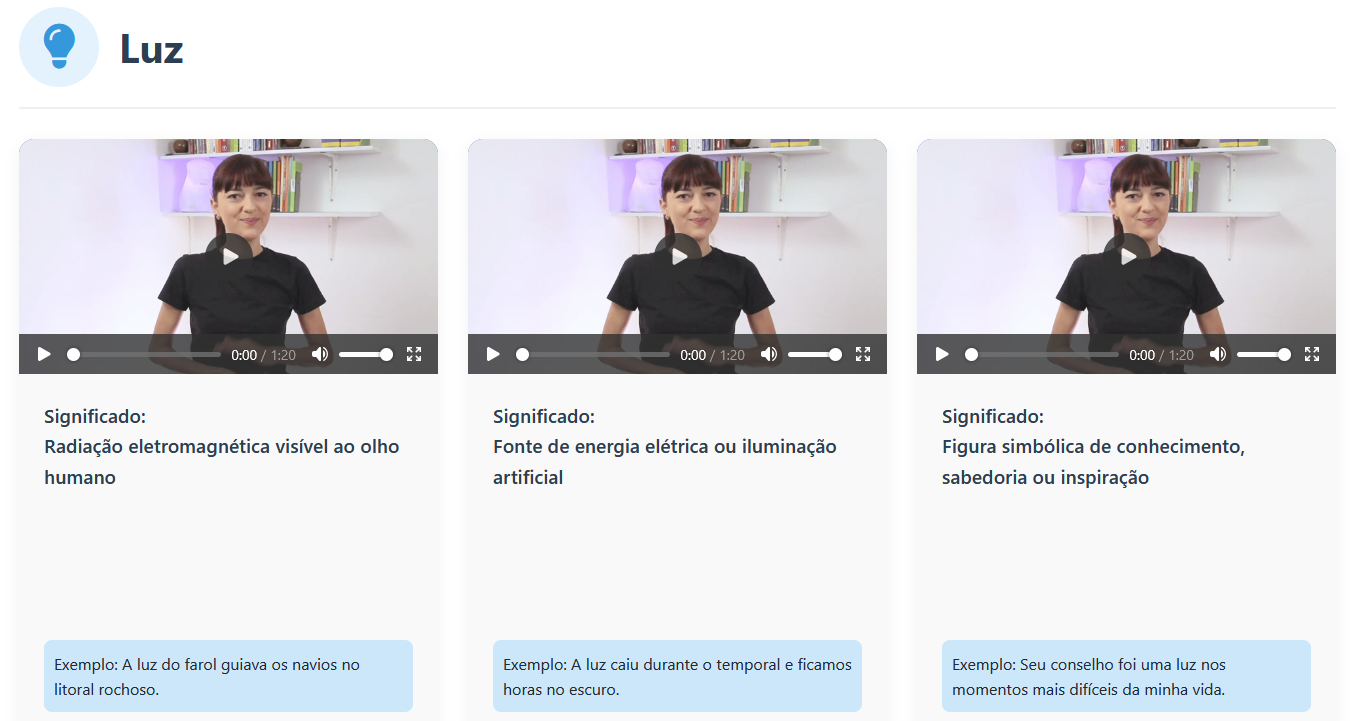 Luz
0:00 / 1:20
0:00 / 1:20
0:00 / 1:20
Significado:
Radiação eletromagnética visível ao olho
humano
Exemplo: A luz do farol guiava os navios no
litoral rochoso.
Significado:
Fonte de energia elétrica ou iluminação
artificial
Exemplo: A luz caiu durante o temporal e ficamos
horas no escuro.
Significado:
Figura simbólica de conhecimento,
sabedoria ou inspiração
Exemplo: Seu conselho foi uma luz nos
momentos mais difíceis da minha vida.